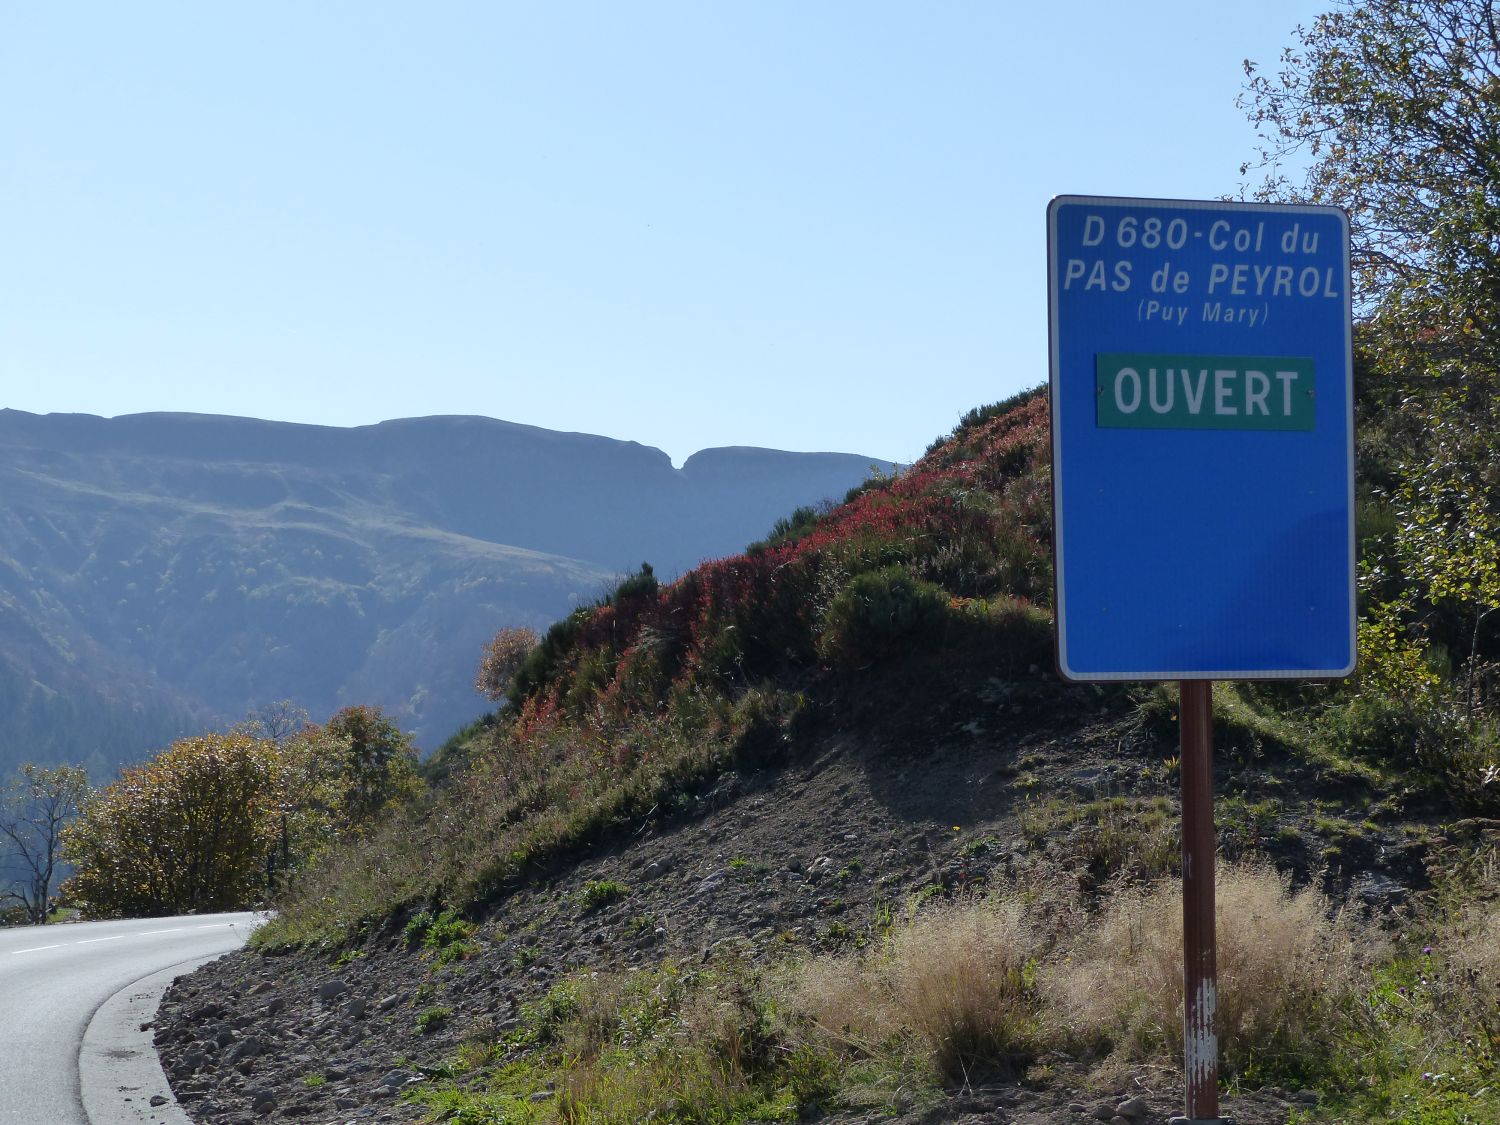 D 680 - Col du
PAS de PEYROL
(Puy Mary)
OUVERT